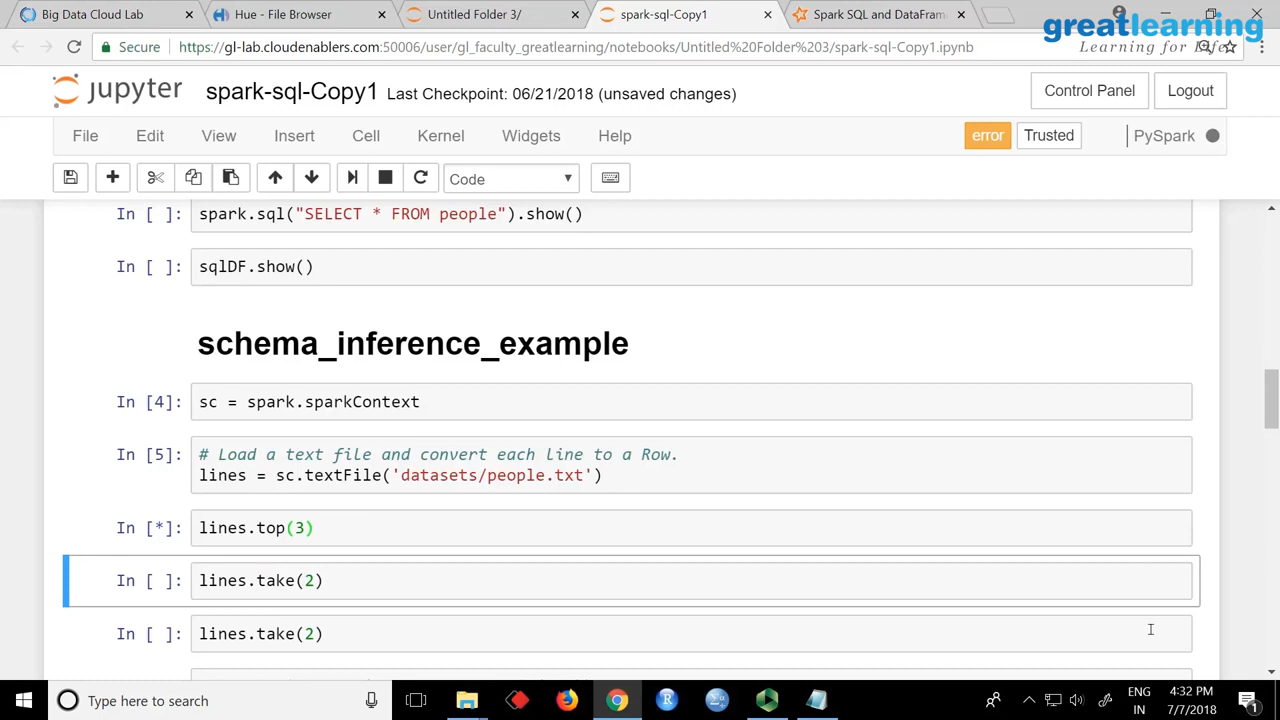 Big Data Cloud Lab
Hue - File Browser
Untitled Folder 3/
spark-sql-Copy1
Spark SQL and DataFram
greatlearning
Learning for Life
Secure
https://gl-lab.cloudenablers.com:50006/user/gl_faculty_greatlearning/notebooks/Untitled%20Folder%203/spark-sql-Copy1.ipynb
jupyter
spark-sql-Copy1 Last Checkpoint: 06/21/2018 (unsaved changes)
Control Panel
Logout
File Edit View Insert Cell Kernel Widgets Help
error
Trusted
PySpark
Code
In [ ]: spark.sql("SELECT * FROM people").show()
In [ ]: sqlDF.show()
schema_inference_example
In [4]: sc = spark.sparkContext
In [5]: # Load a text file and convert each line to a Row.
lines = sc.textFile('datasets/people.txt')
In [*]: lines.top(3)
In [ ]: lines.take(2)
In [ ]: lines.take(2)
Type here to search
ENG
IN
4:32 PM
7/7/2018
1